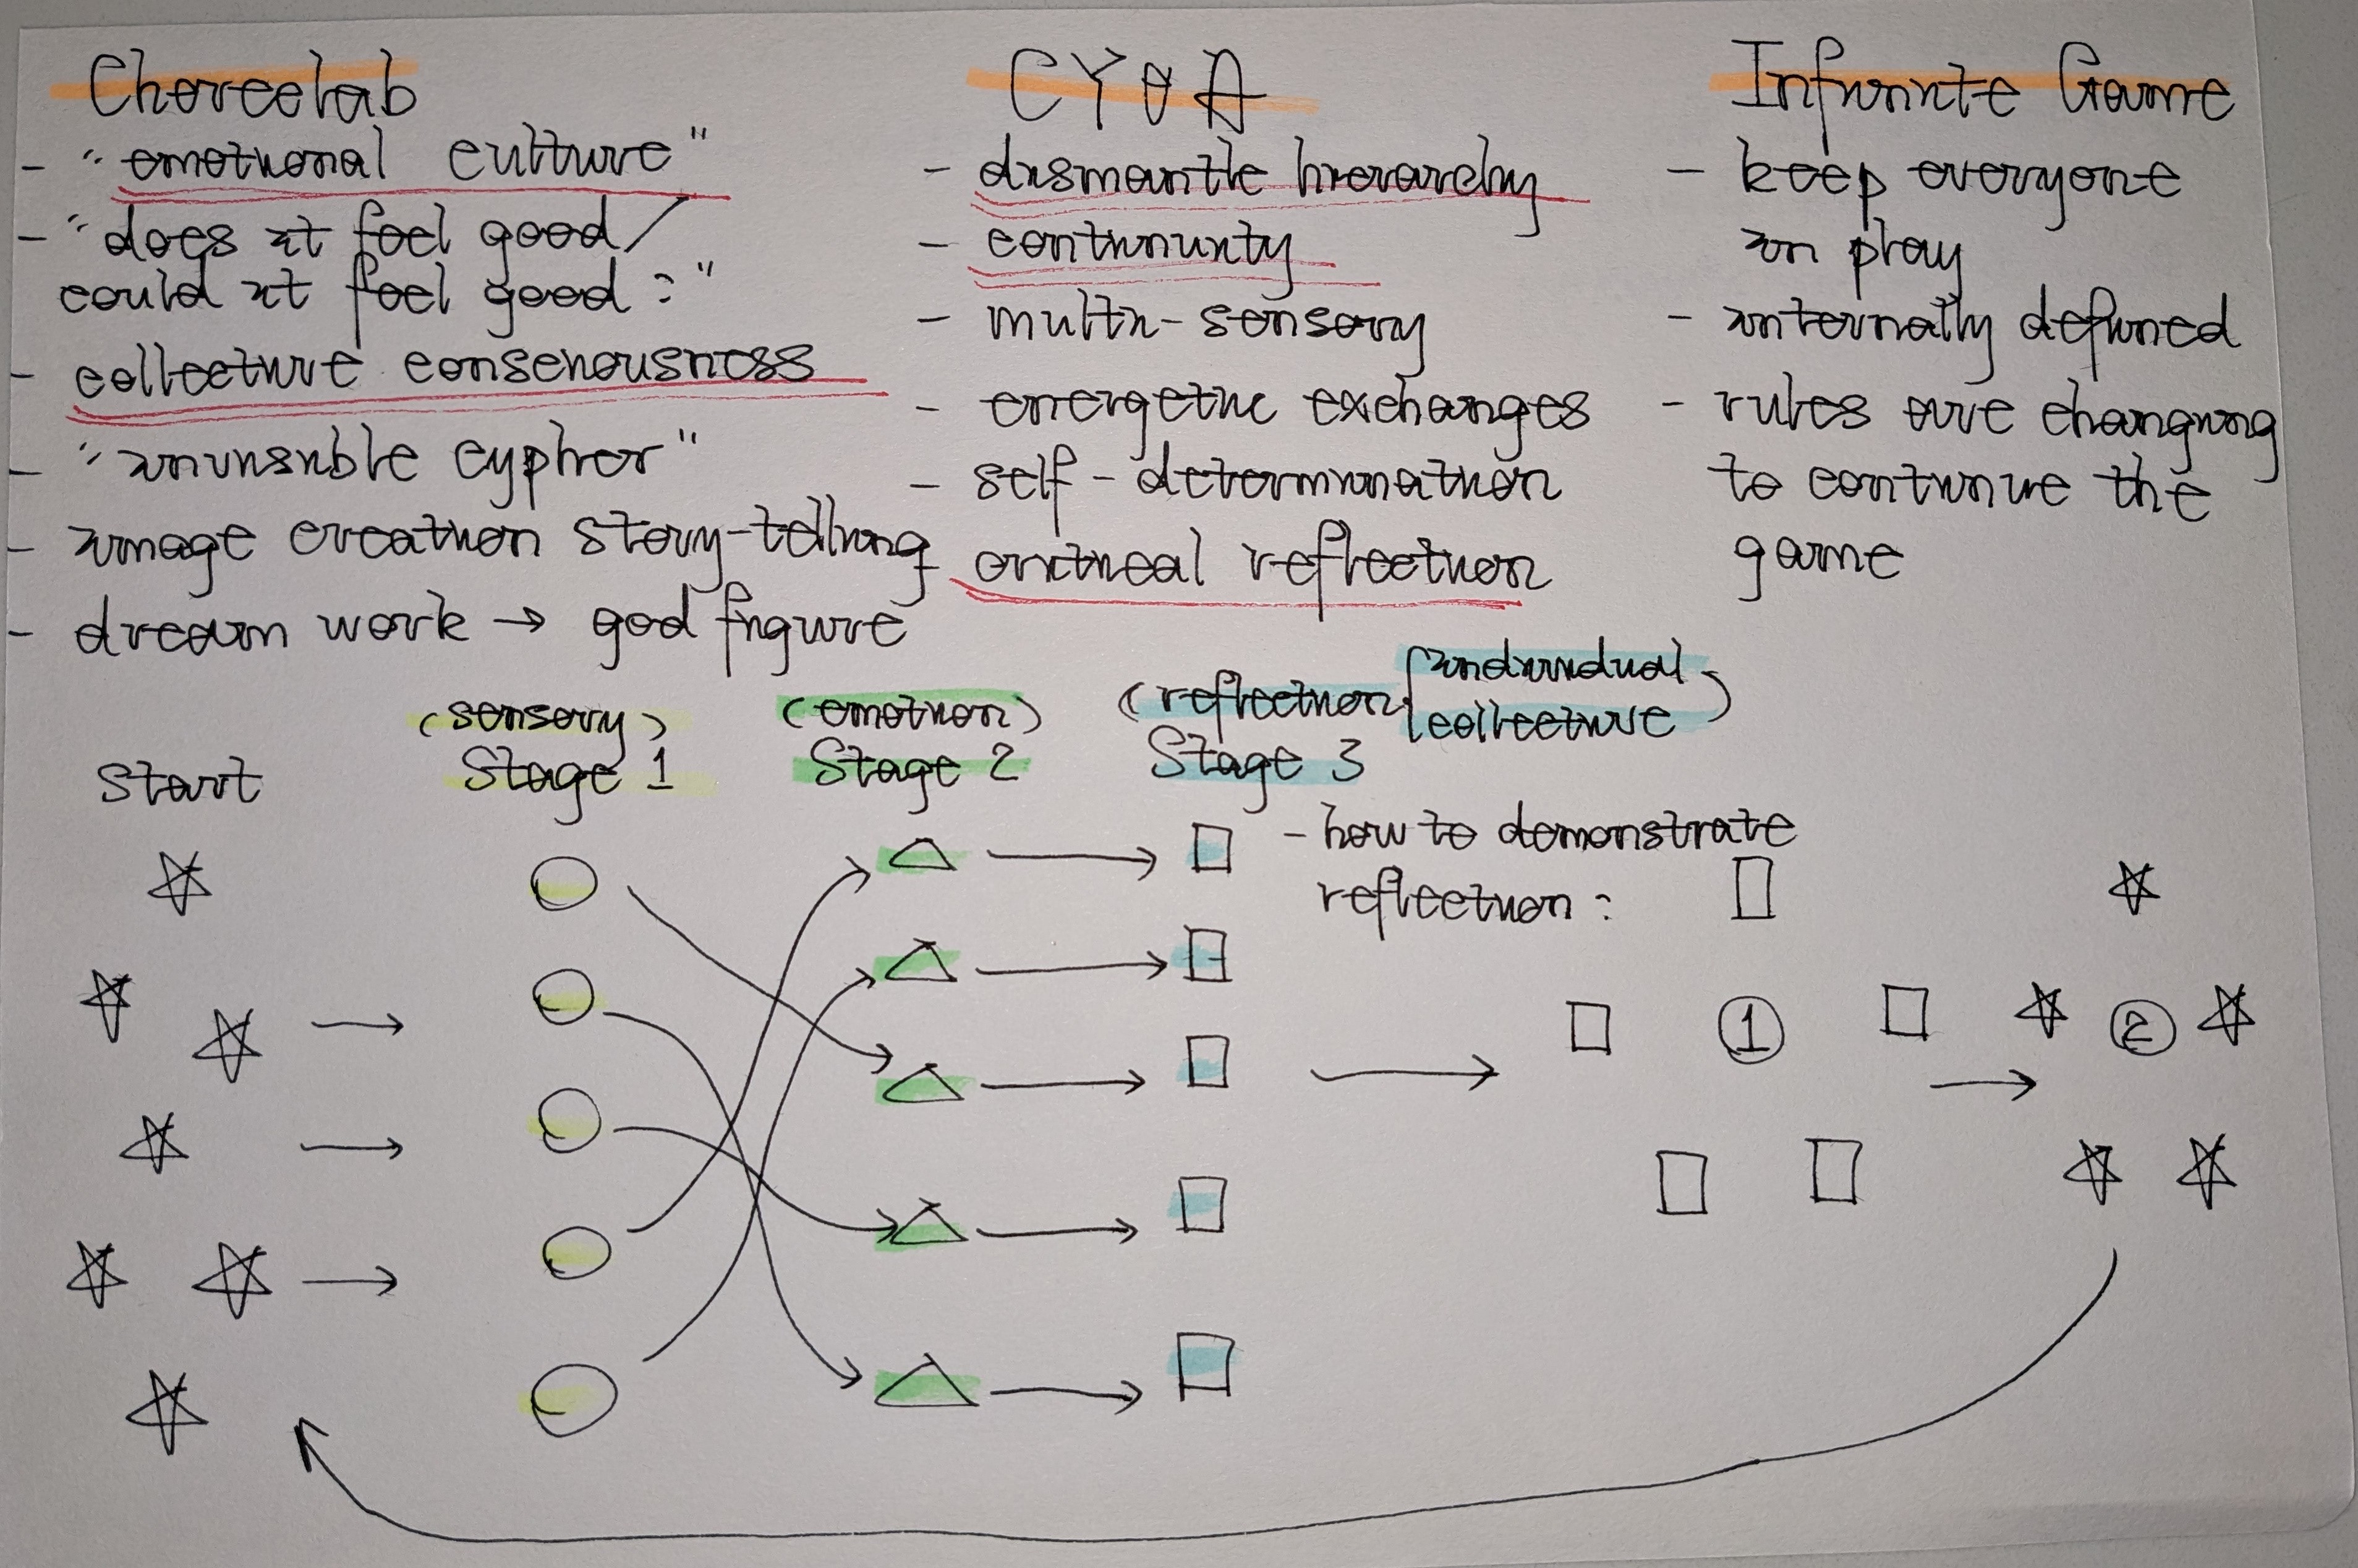 Choreolab
- "emotional culture"
- "does it feel good/
could it feel good?"
- collective consciousness
- "invisible cypher"
- image creation story-telling
- dream work → god figure
CYOA
- dismantle hierarchy
- continuity
- multi-sensory
- energetic exchanges
- self-determination
critical reflection
Infinite Game
- keep everyone
in play
- internally defined
- rules are changing
to continue the
game
Start
(sensory)
Stage 1
(emotion)
Stage 2
(reflection { individual
collective )
Stage 3
- how to demonstrate
reflection?
1
2